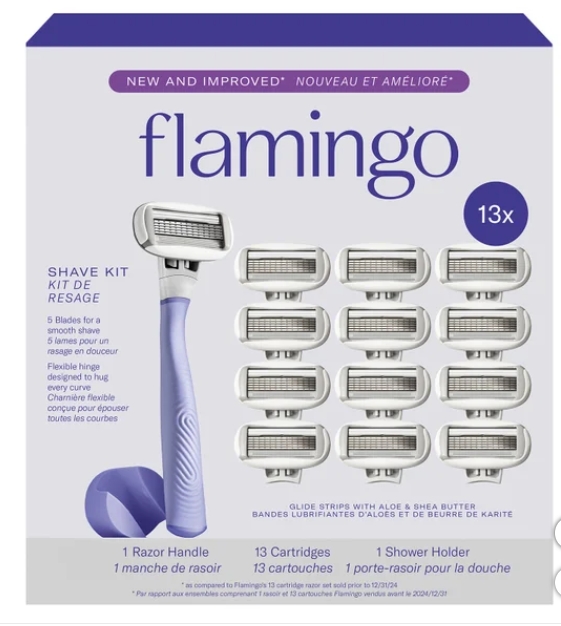 NEW AND IMPROVED* NOUVEAU ET AMÉLIORÉ*
flamingo
13x
SHAVE KIT
KIT DE
RESAGE
5 Blades for a
smooth shave
5 lames pour un
rasage en douceur
Flexible hinge
designed to hug
every curve
Charnière flexible
conçue pour épouser
toutes les courbes
GLIDE STRIPS WITH ALOE & SHEA BUTTER
BANDES LUBRIFIANTES D'ALOÈS ET DE BEURRE DE KARITÉ
1 Razor Handle 13 Cartridges 1 Shower Holder
1 manche de rasoir 13 cartouches 1 porte-rasoir pour la douche
* as compared to Flamingo's 13 cartridge razor set sold prior to 12/31/24
* Par rapport aux ensembles comprenant 1 rasoir et 13 cartouches Flamingo vendus avant le 2024/12/31